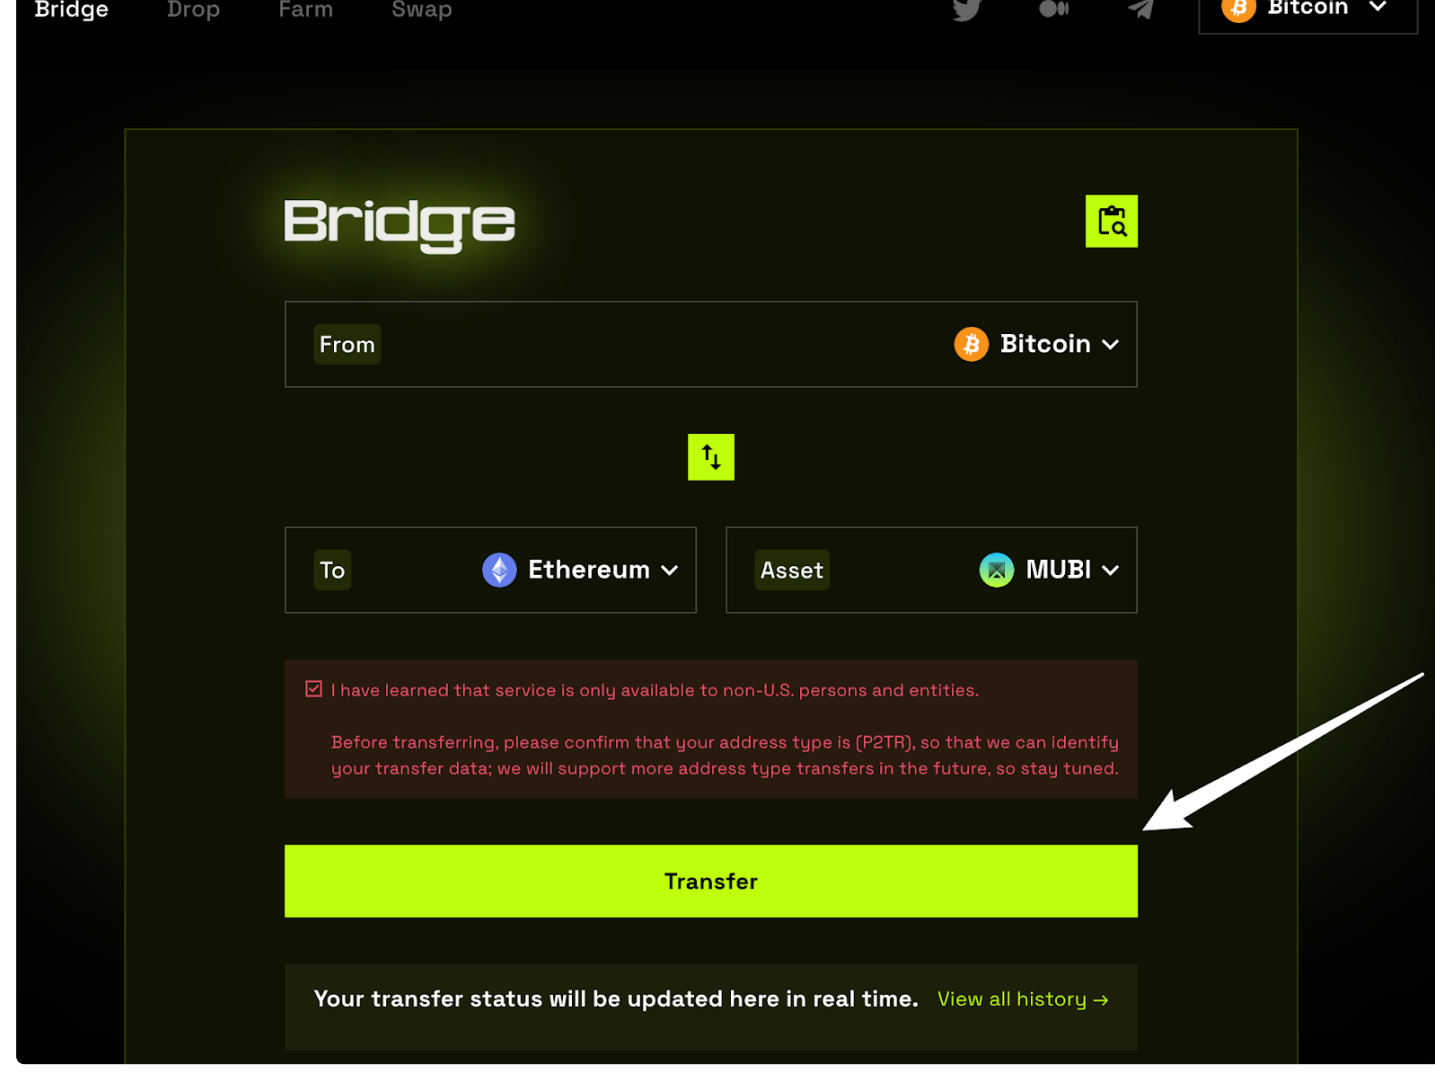 Bridge Drop Farm Swap Bitcoin
Bridge
From Bitcoin
To Ethereum Asset MUBI
I have learned that service is only available to non-U.S. persons and entities.
Before transferring, please confirm that your address type is (P2TR), so that we can identify
your transfer data; we will support more address type transfers in the future, so stay tuned.
Transfer
Your transfer status will be updated here in real time. View all history →